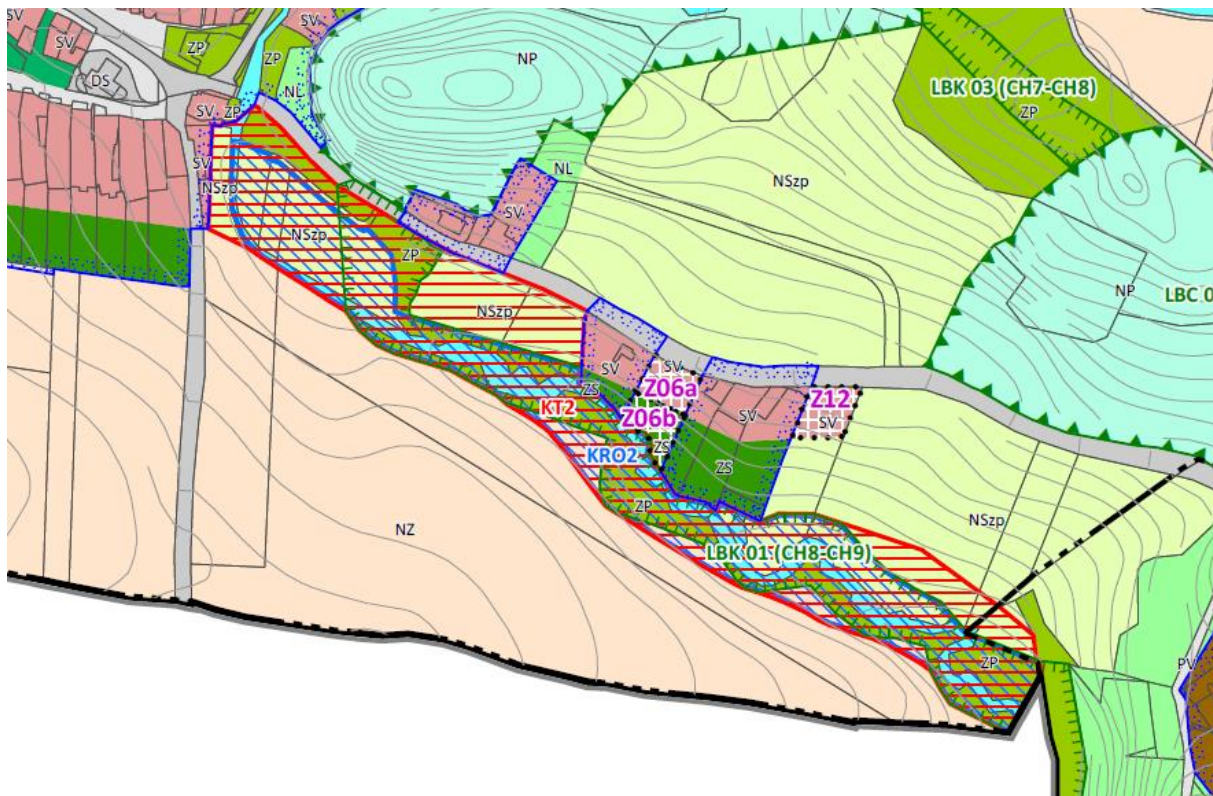 SV
SV
SV
ZP
ZP
DS
NL
NP
LBK 03 (CH7-CH8)
ZP
SV
ZP
SV
NSzp
NSzp
ZP
NL
SV
NSzp
NSzp
NP
LBC 0
SV
SV
Z06a
Z12
SV
ZS
KT2
Z06b
SV
ZS
KRO2
ZS
ZP
NZ
NSzp
LBK 01 (CH8-CH9)
ZP
PV